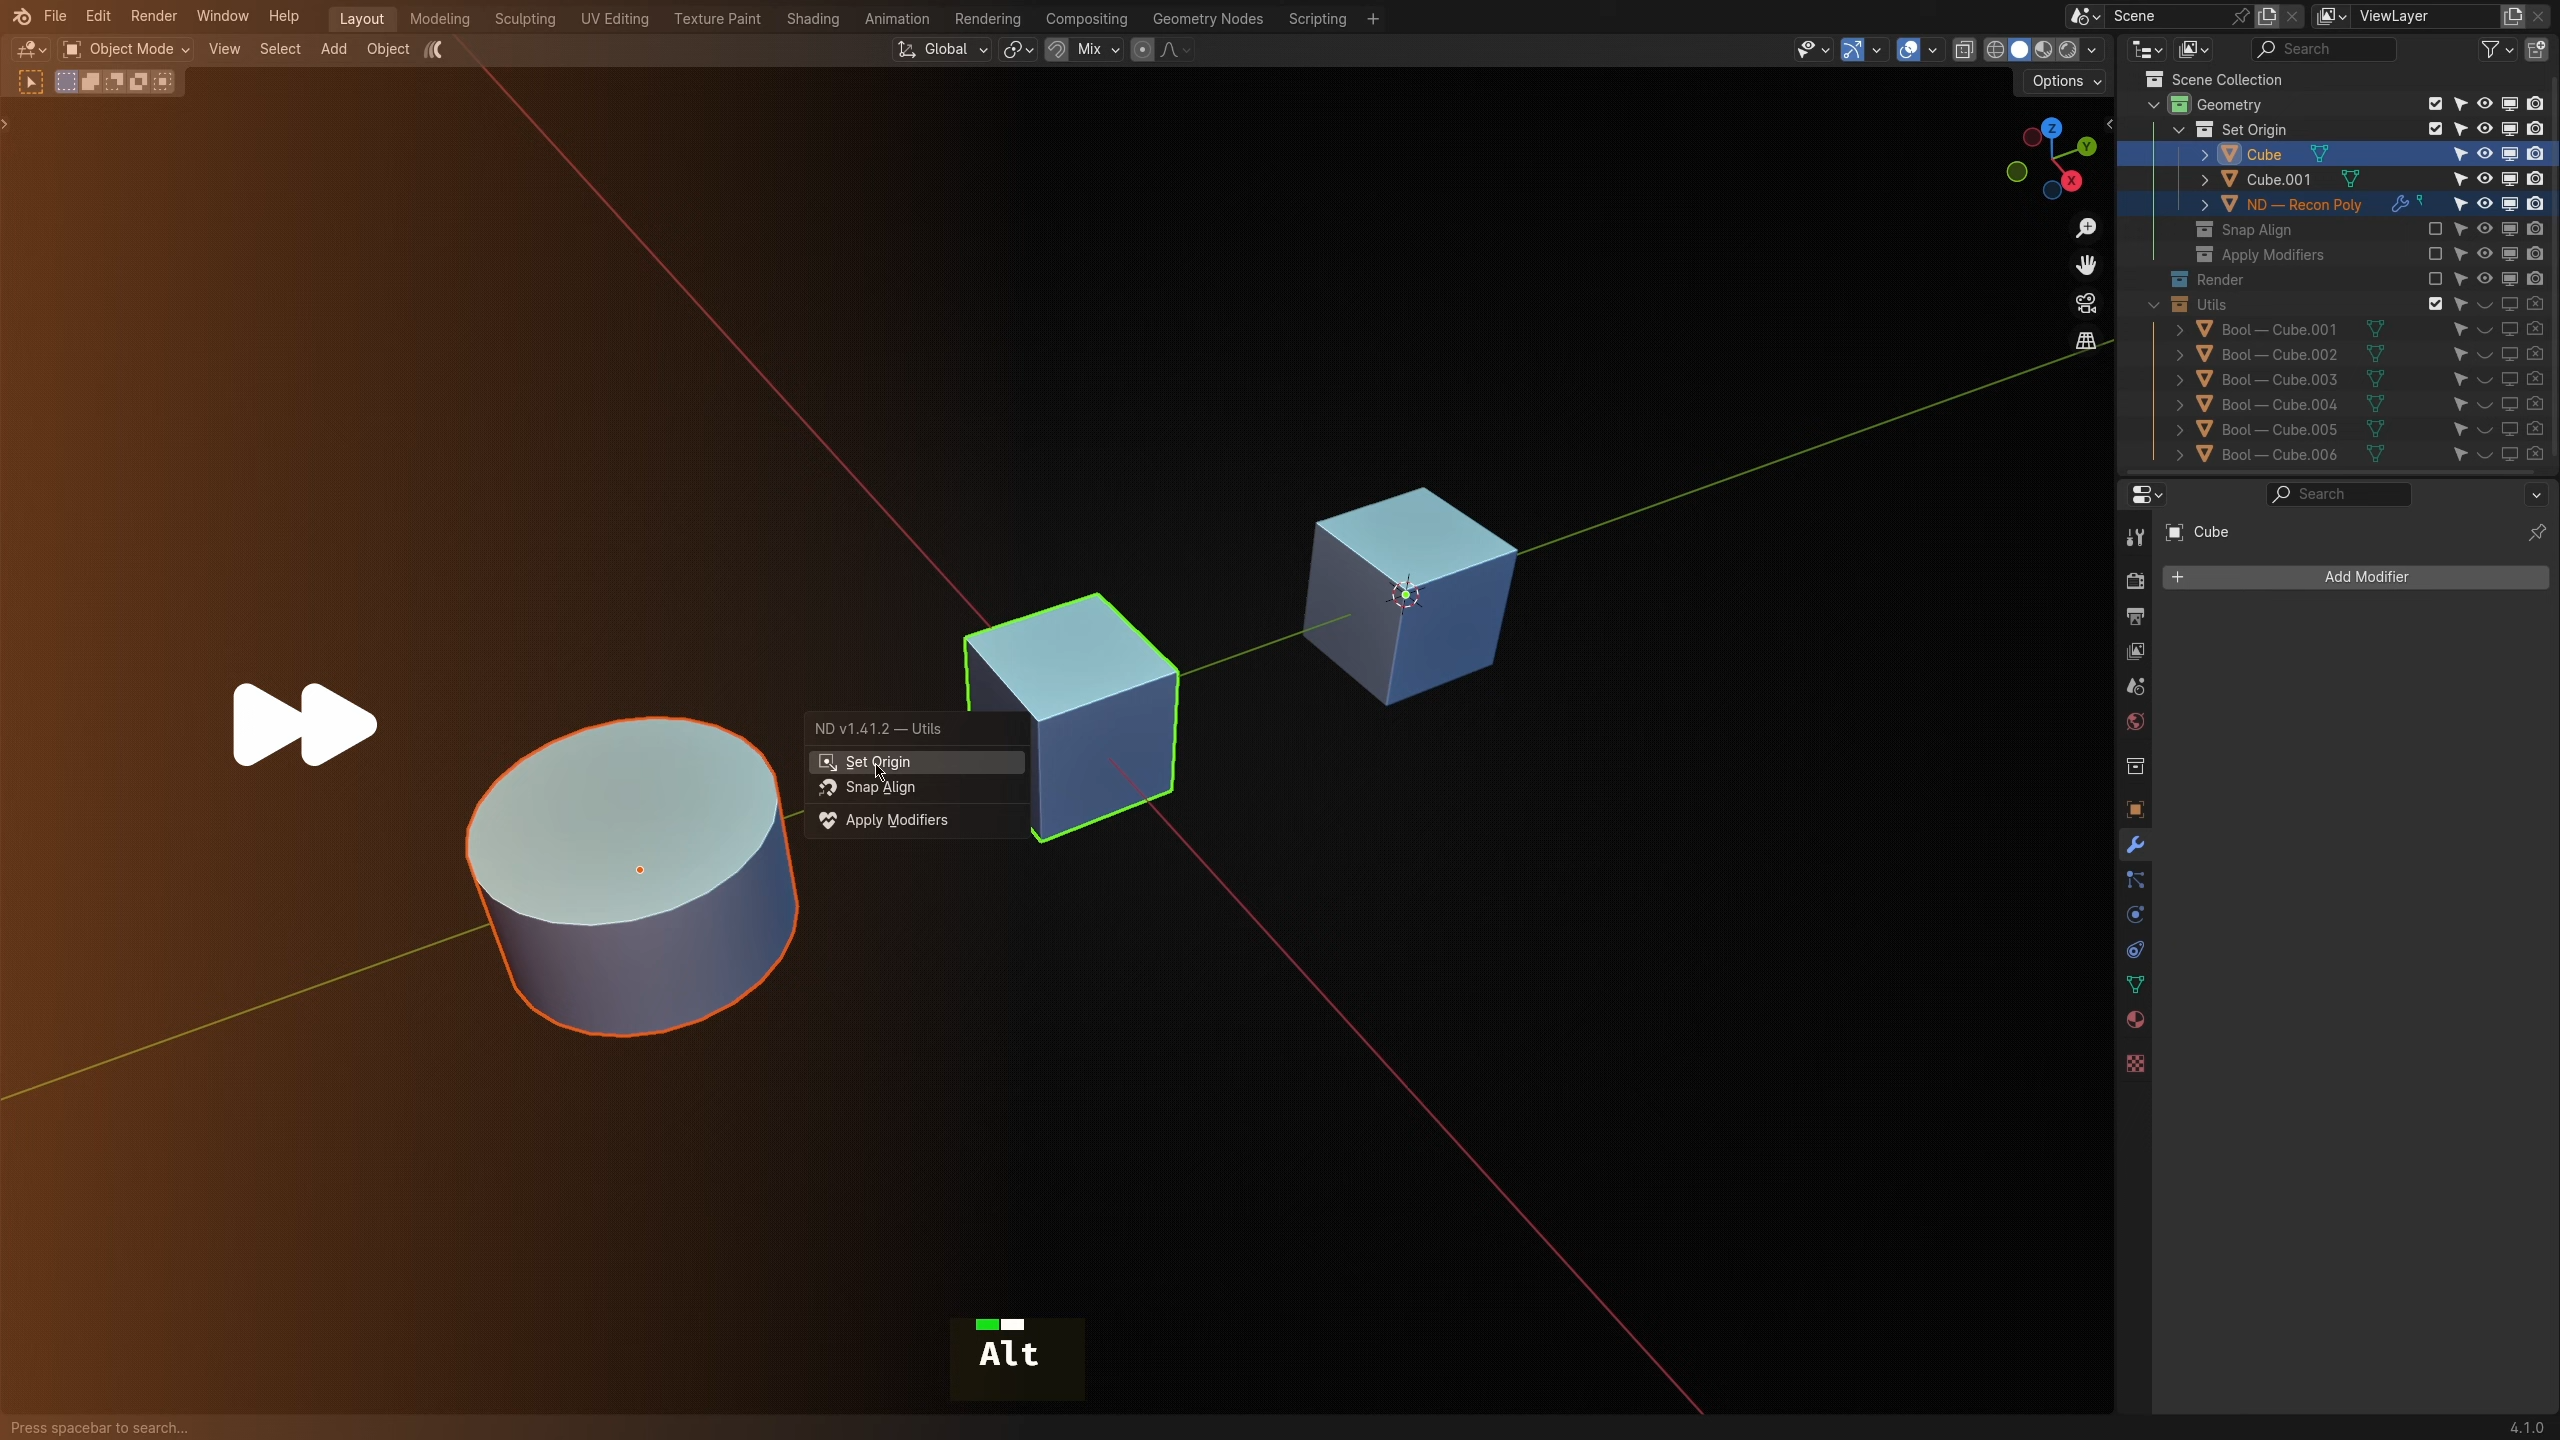 File Edit Render Window Help Layout Modeling Sculpting UV Editing Texture Paint Shading Animation Rendering Compositing Geometry Nodes Scripting + Scene ViewLayer
Object Mode View Select Add Object Global Mix Search
Options
Scene Collection
Geometry
Set Origin
Cube
Cube.001
ND — Recon Poly
Snap Align
Apply Modifiers
Render
Utils
Bool — Cube.001
Bool — Cube.002
Bool — Cube.003
Bool — Cube.004
Bool — Cube.005
Bool — Cube.006
Z
Y
X
Search
Cube
+ Add Modifier
ND v1.41.2 — Utils
Set Origin
Snap Align
Apply Modifiers
Alt
Press spacebar to search...
4.1.0